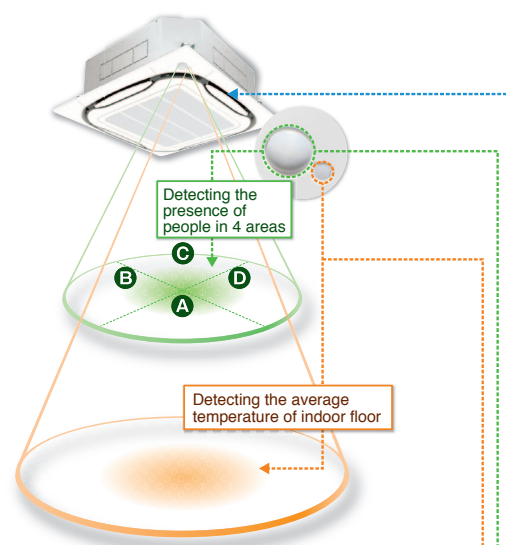 Detecting the
presence of
people in 4 areas
C
B
D
A
Detecting the average
temperature of indoor floor